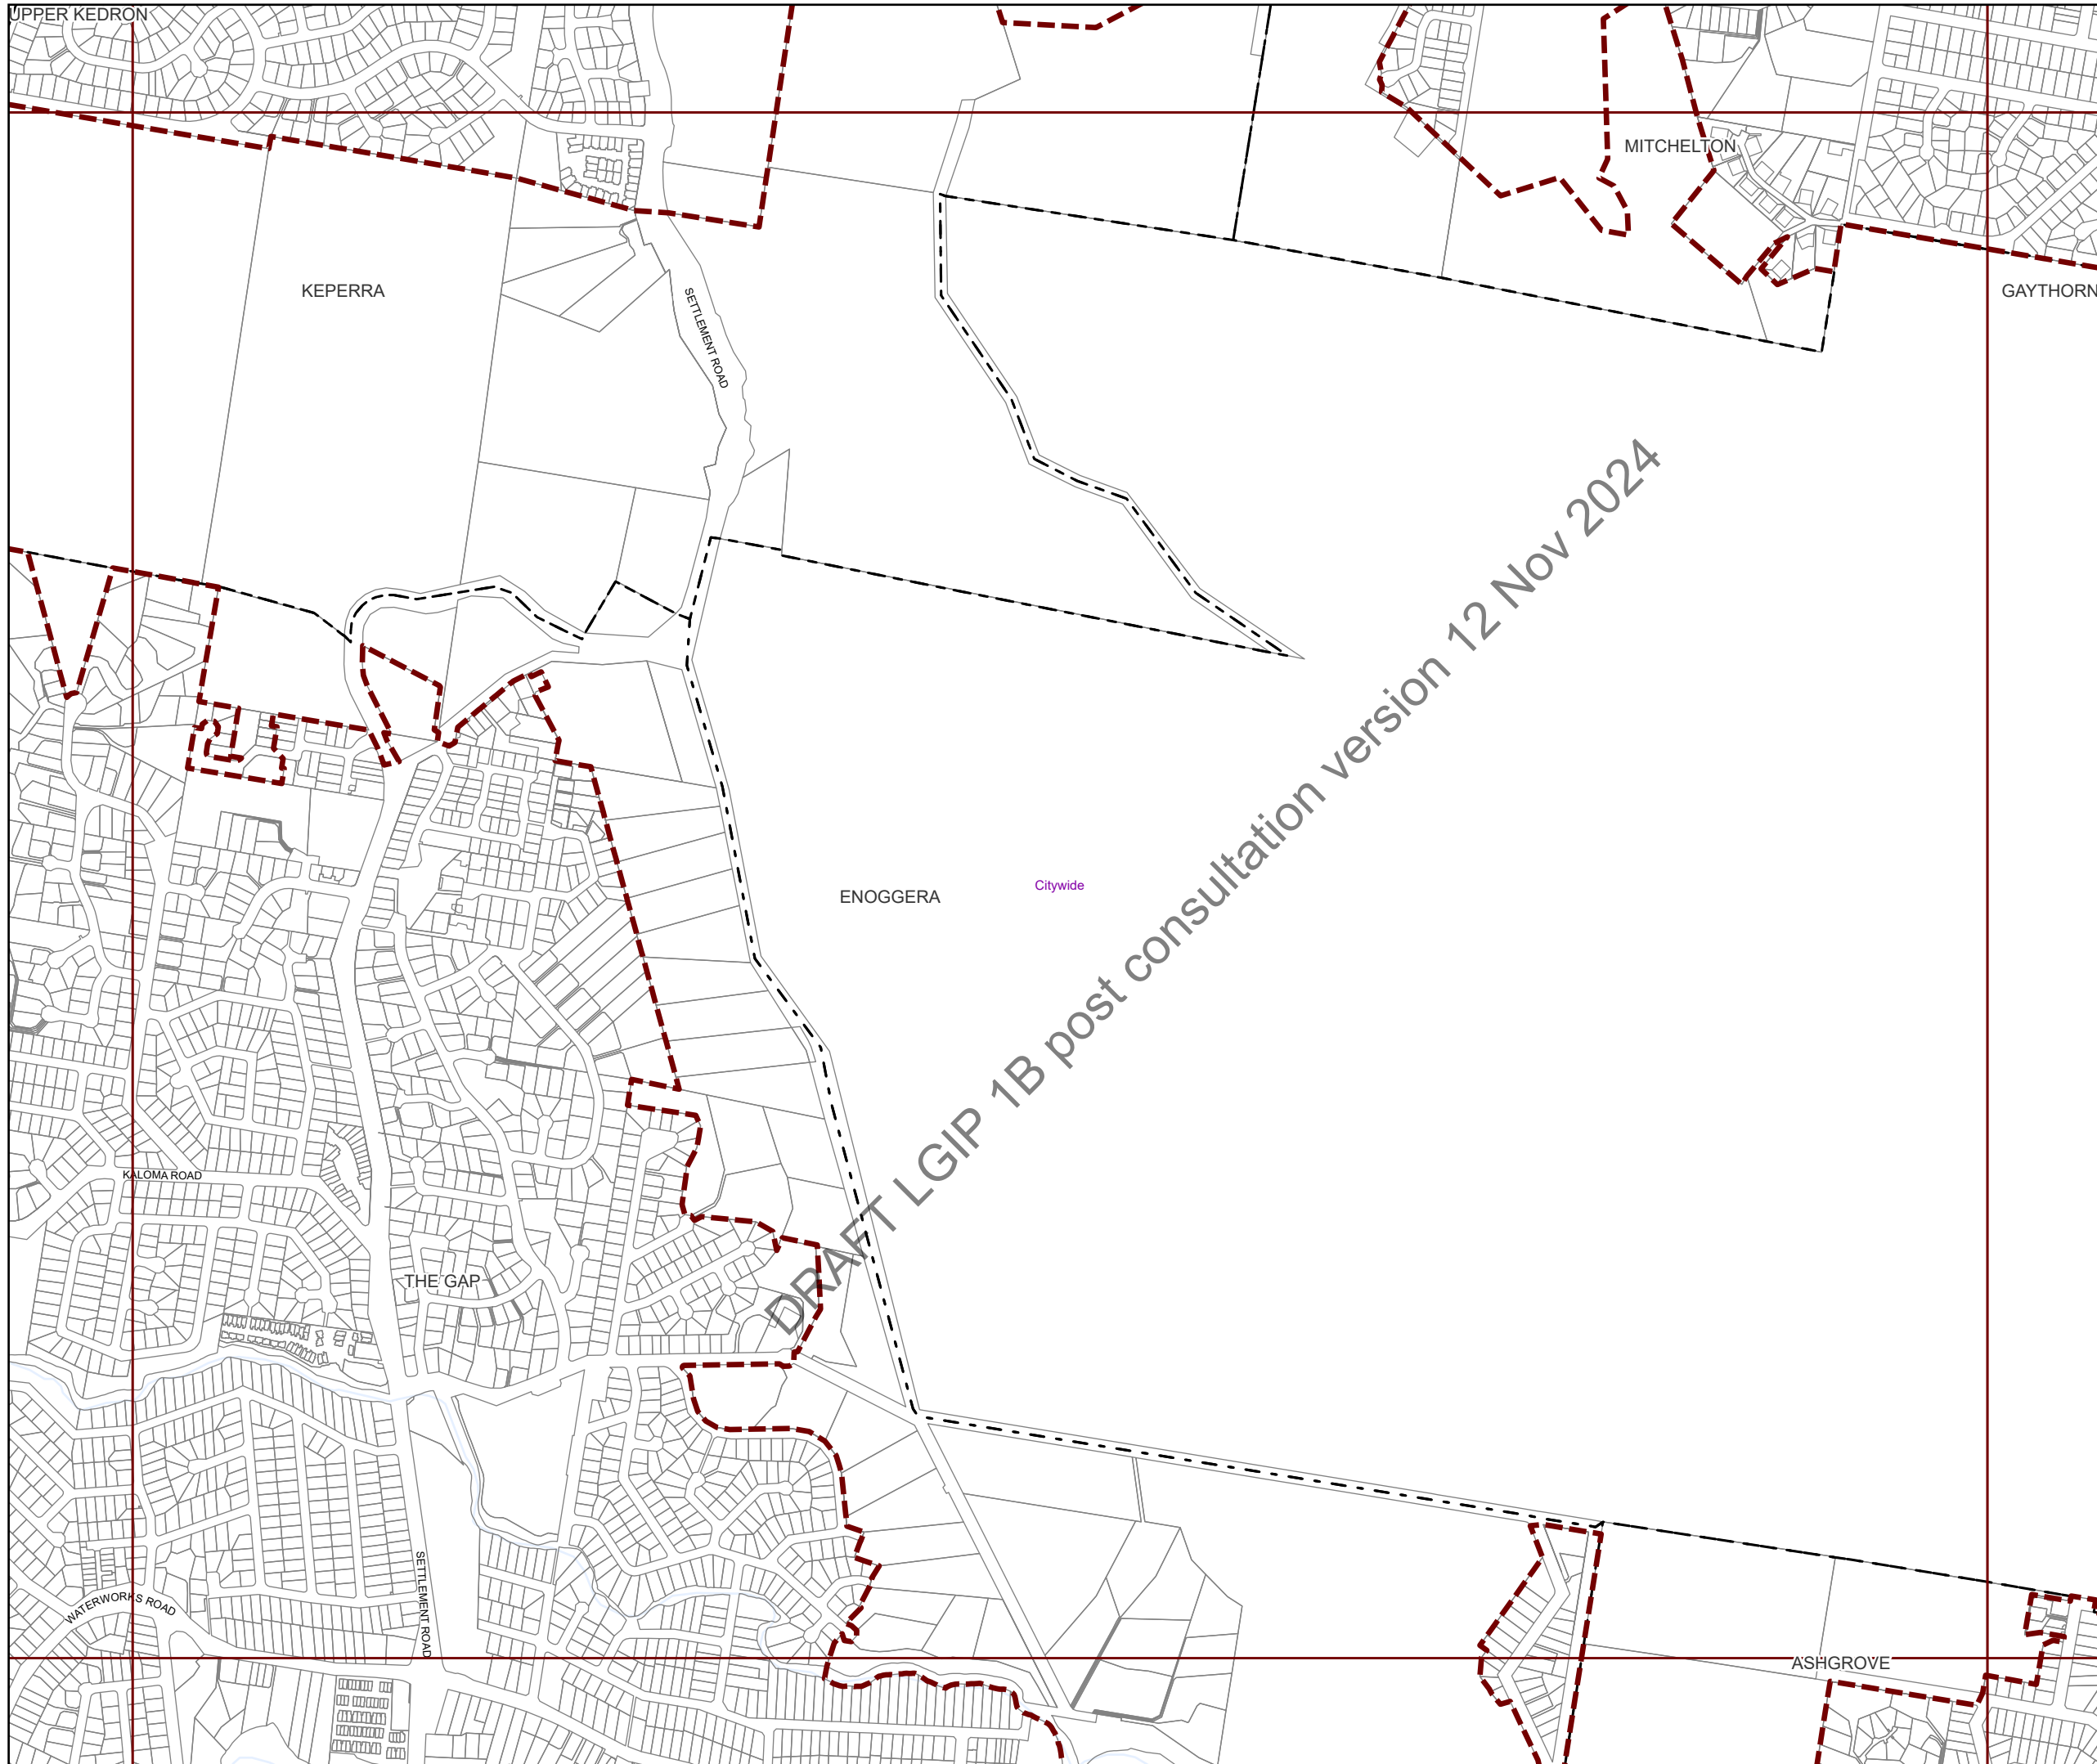 UPPER KEDRON
MITCHELTON
KEPERRA
GAYTHORN
SETTLEMENT ROAD
DRAFT LGIP 1B post consultation version 12 Nov 2024
Citywide
ENOGGERA
KALOMA ROAD
THE GAP
SETTLEMENT ROAD
WATERWORKS ROAD
ASHGROVE